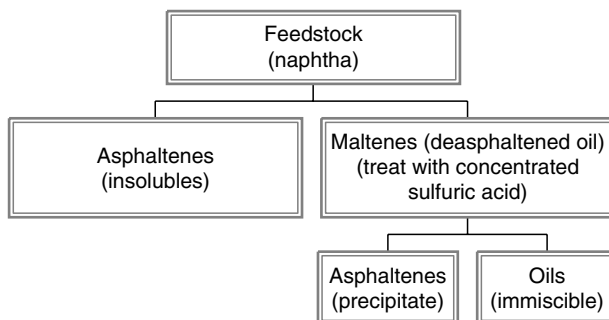 Feedstock
(naphtha)
Asphaltenes
(insolubles)
Maltenes (deasphaltened oil)
(treat with concentrated
sulfuric acid)
Asphaltenes
(precipitate)
Oils
(immiscible)